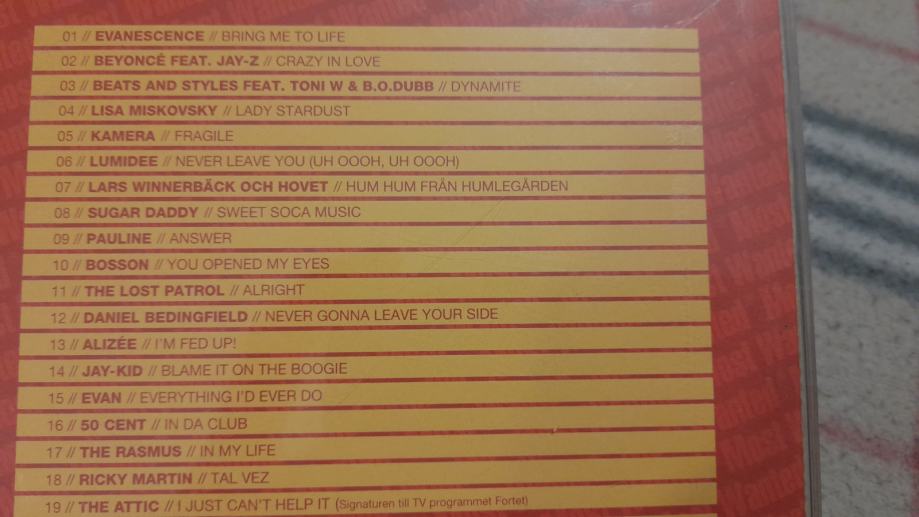 01 // EVANESCENCE // BRING ME TO LIFE
02 // BEYONCÉ FEAT. JAY-Z // CRAZY IN LOVE
03 // BEATS AND STYLES FEAT. TONI W & B.O.DUBB // DYNAMITE
04 // LISA MISKOVSKY // LADY STARDUST
05 // KAMERA // FRAGILE
06 // LUMIDEE // NEVER LEAVE YOU (UH OOOH, UH OOOH)
07 // LARS WINNERBÄCK OCH HOVET // HUM HUM FRÅN HUMLEGÅRDEN
08 // SUGAR DADDY // SWEET SOCA MUSIC
09 // PAULINE // ANSWER
10 // BOSSON // YOU OPENED MY EYES
11 // THE LOST PATROL // ALRIGHT
12 // DANIEL BEDINGFIELD // NEVER GONNA LEAVE YOUR SIDE
13 // ALIZÉE // I'M FED UP!
14 // JAY-KID // BLAME IT ON THE BOOGIE
15 // EVAN // EVERYTHING I'D EVER DO
16 // 50 CENT // IN DA CLUB
17 // THE RASMUS // IN MY LIFE
18 // RICKY MARTIN // TAL VEZ
19 // THE ATTIC // I JUST CAN'T HELP IT (Signaturen till TV programmet Fortet)